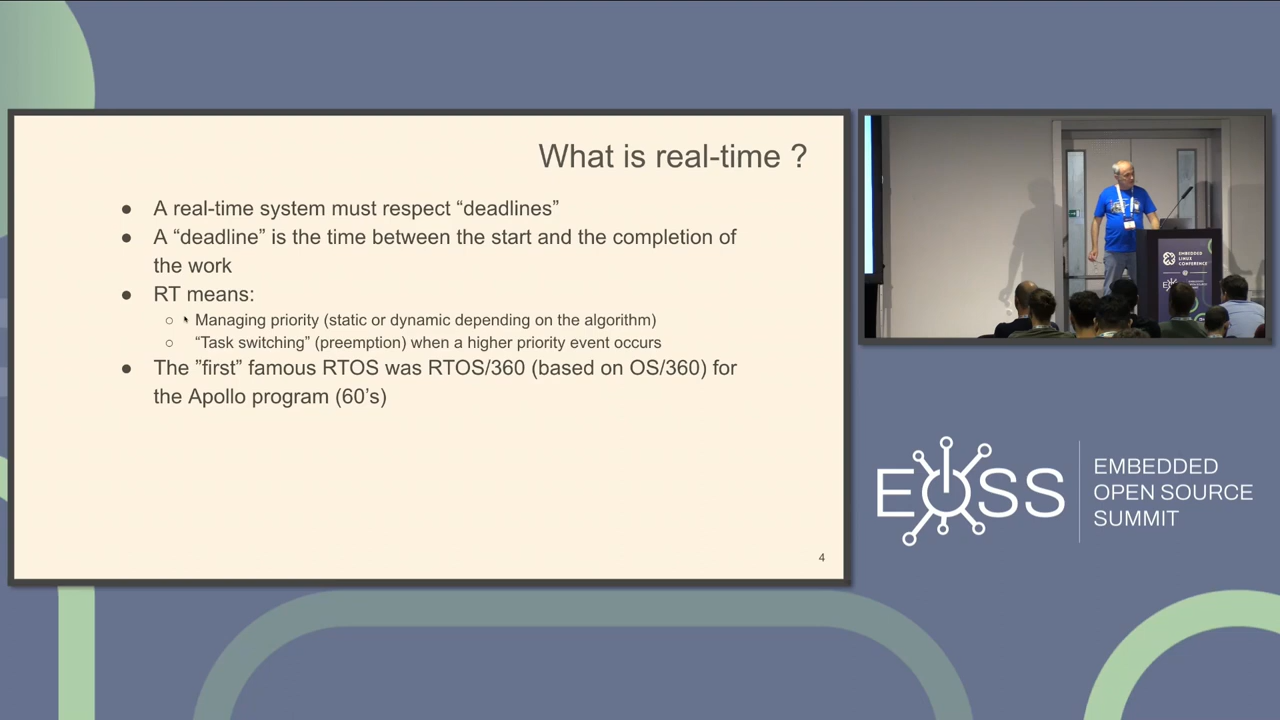 What is real-time ?
● A real-time system must respect “deadlines”
● A “deadline” is the time between the start and the completion of
the work
● RT means:
○ Managing priority (static or dynamic depending on the algorithm)
○ “Task switching” (preemption) when a higher priority event occurs
● The ”first” famous RTOS was RTOS/360 (based on OS/360) for
the Apollo program (60’s)
4
EMBEDDED
LINUX
CONFERENCE
EOSS
EMBEDDED
OPEN SOURCE
SUMMIT